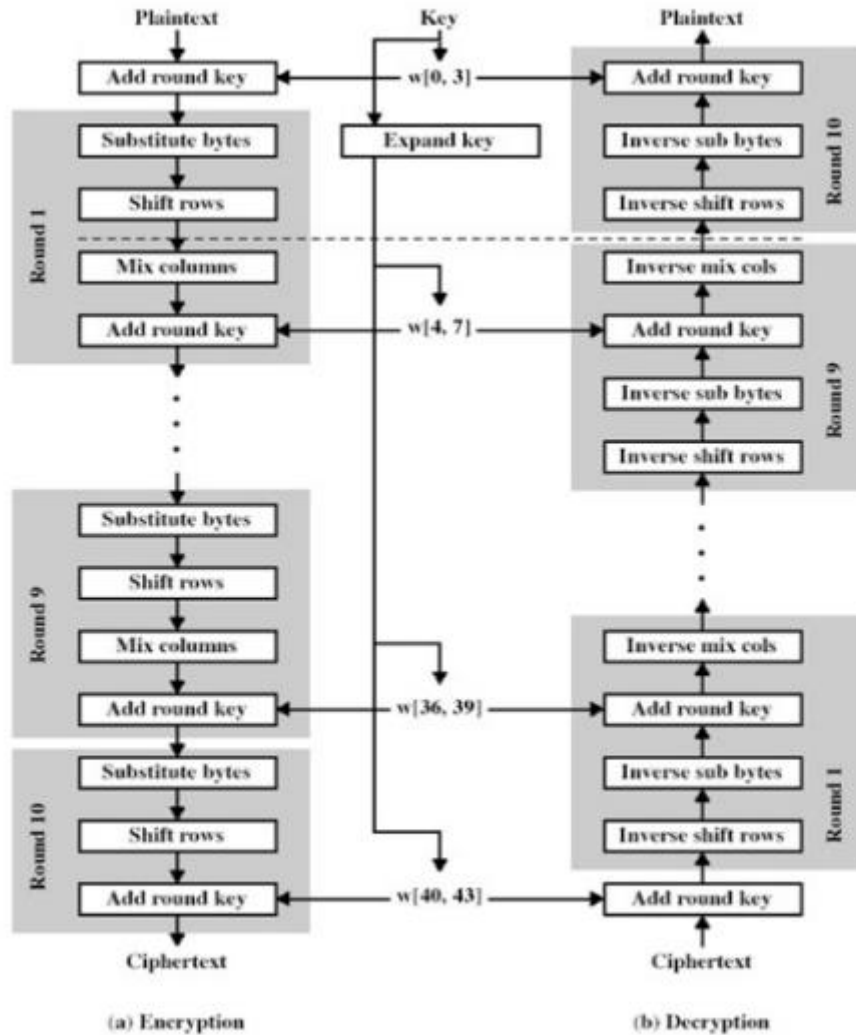 Plaintext
Key
Plaintext
Add round key
w[0, 3]
Add round key
Substitute bytes
Expand key
Inverse sub bytes
Round 10
Shift rows
Inverse shift rows
Round 1
Mix columns
Inverse mix cols
Add round key
w[4, 7]
Add round key
Inverse sub bytes
Round 9
Inverse shift rows
Substitute bytes
Shift rows
Round 9
Mix columns
Inverse mix cols
Add round key
w[36, 39]
Add round key
Substitute bytes
Inverse sub bytes
Round 1
Round 10
Shift rows
Inverse shift rows
Add round key
w[40, 43]
Add round key
Ciphertext
Ciphertext
(a) Encryption
(b) Decryption